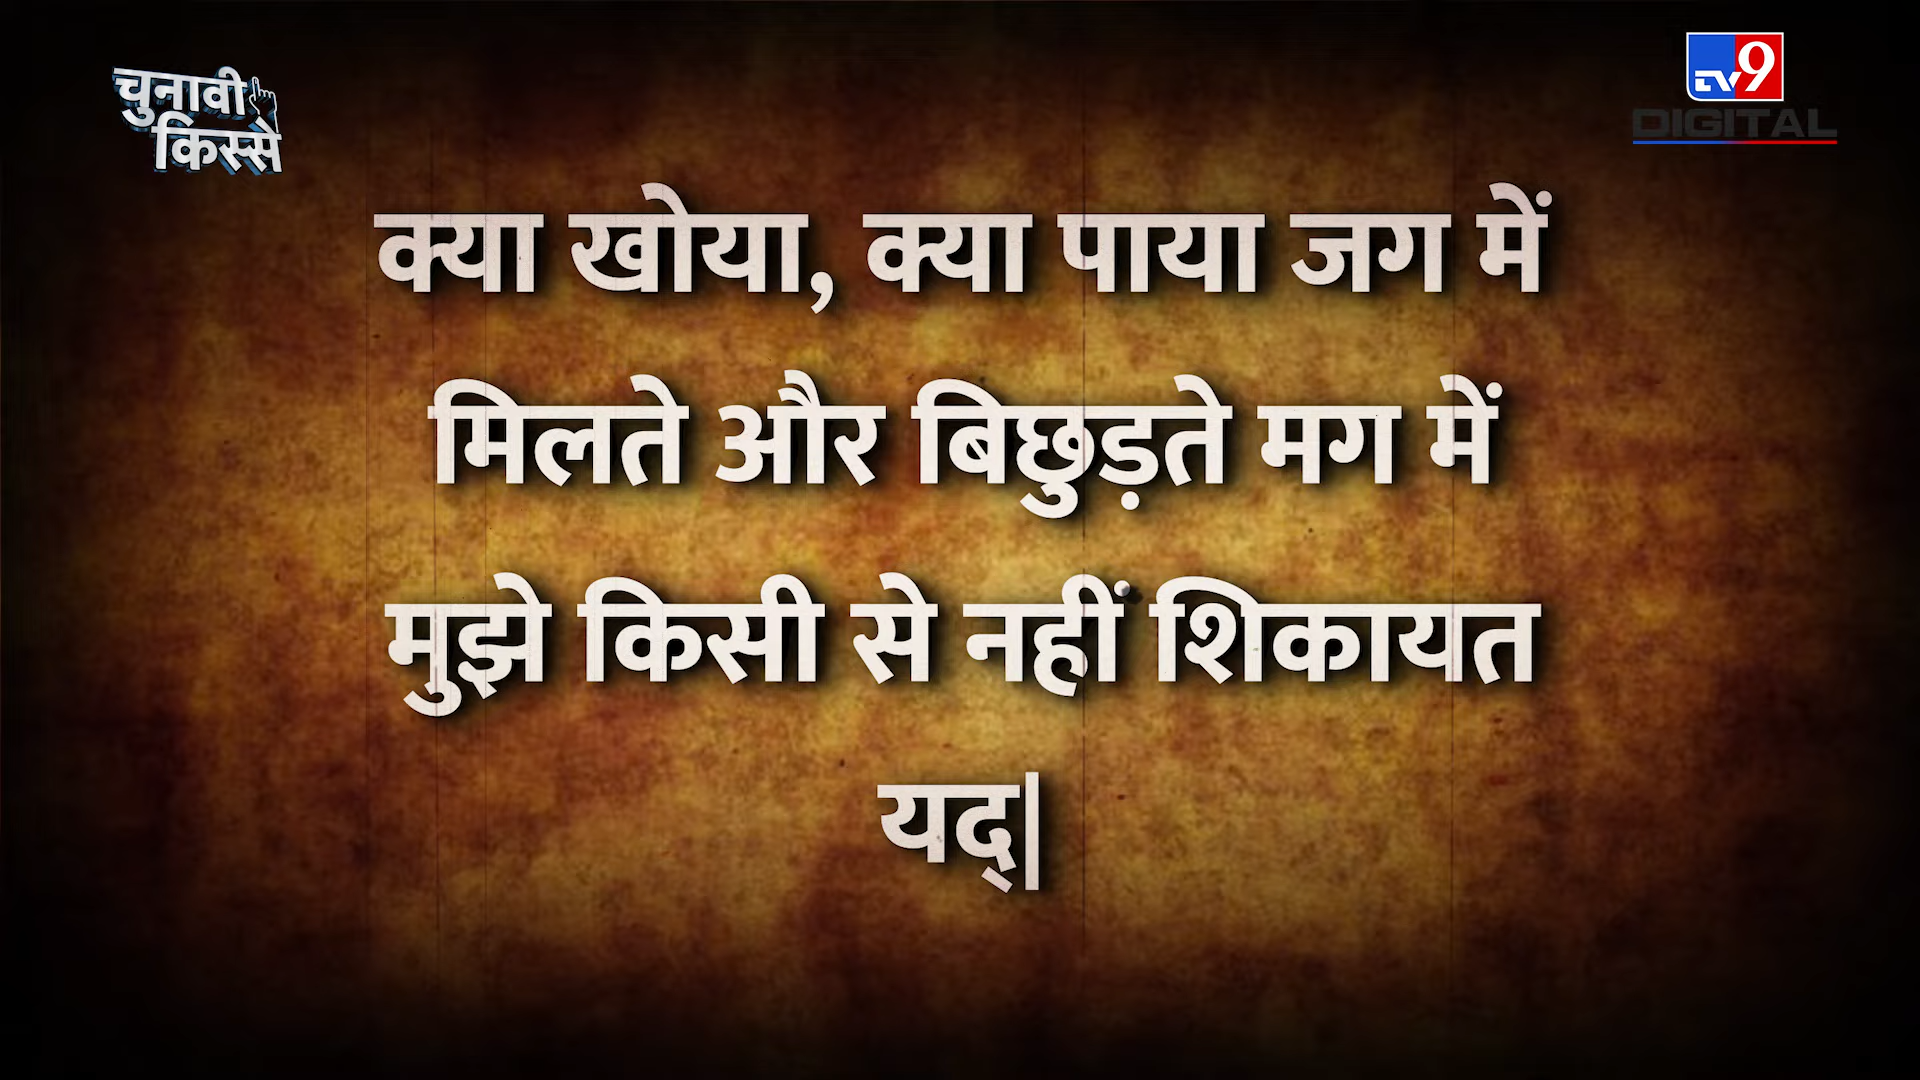 चुनावी
किस्से
TV9
DIGITAL
क्या खोया, क्या पाया जग में
मिलते और बिछुड़ते मग में
मुझे किसी से नहीं शिकायत
यद्|